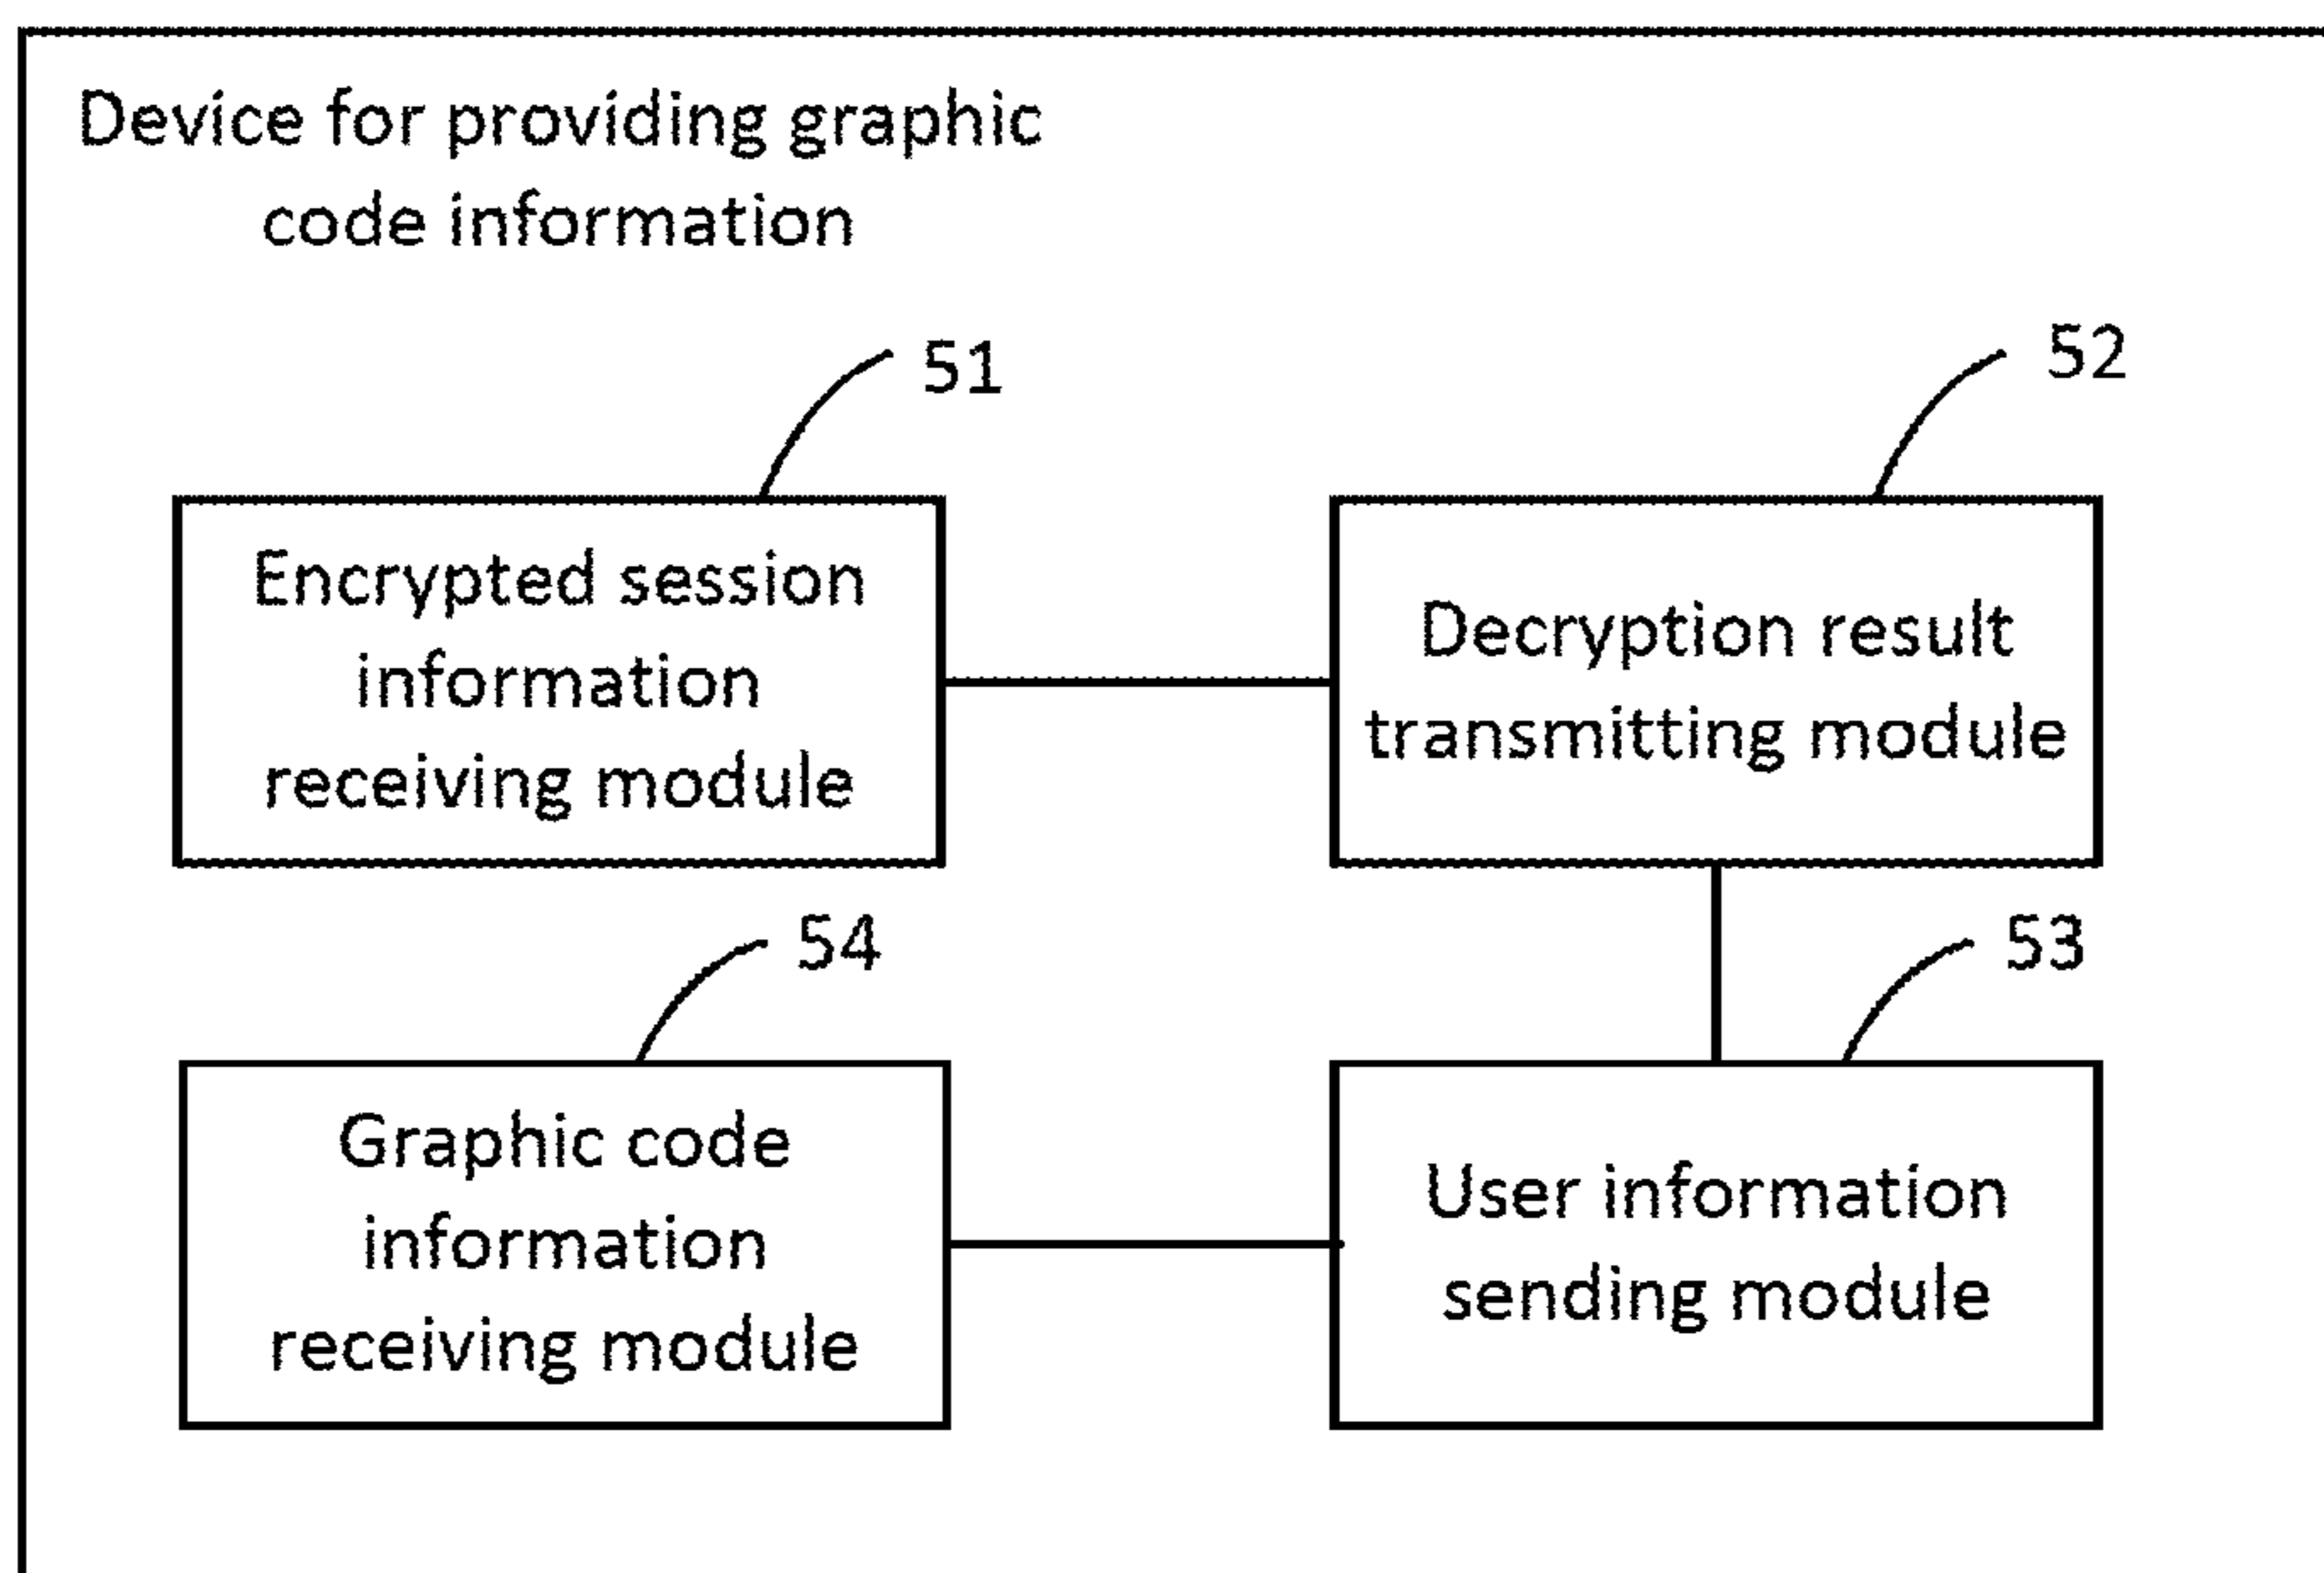 Device for providing graphic
code information
51
52
Encrypted session
information
receiving module
Decryption result
transmitting module
54
53
Graphic code
information
receiving module
User information
sending module